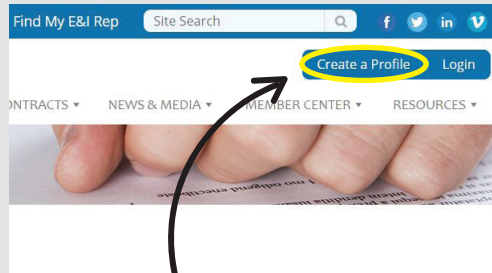 Find My E&I Rep Site Search
Create a Profile Login
ONTRACTS NEWS & MEDIA MEMBER CENTER RESOURCES